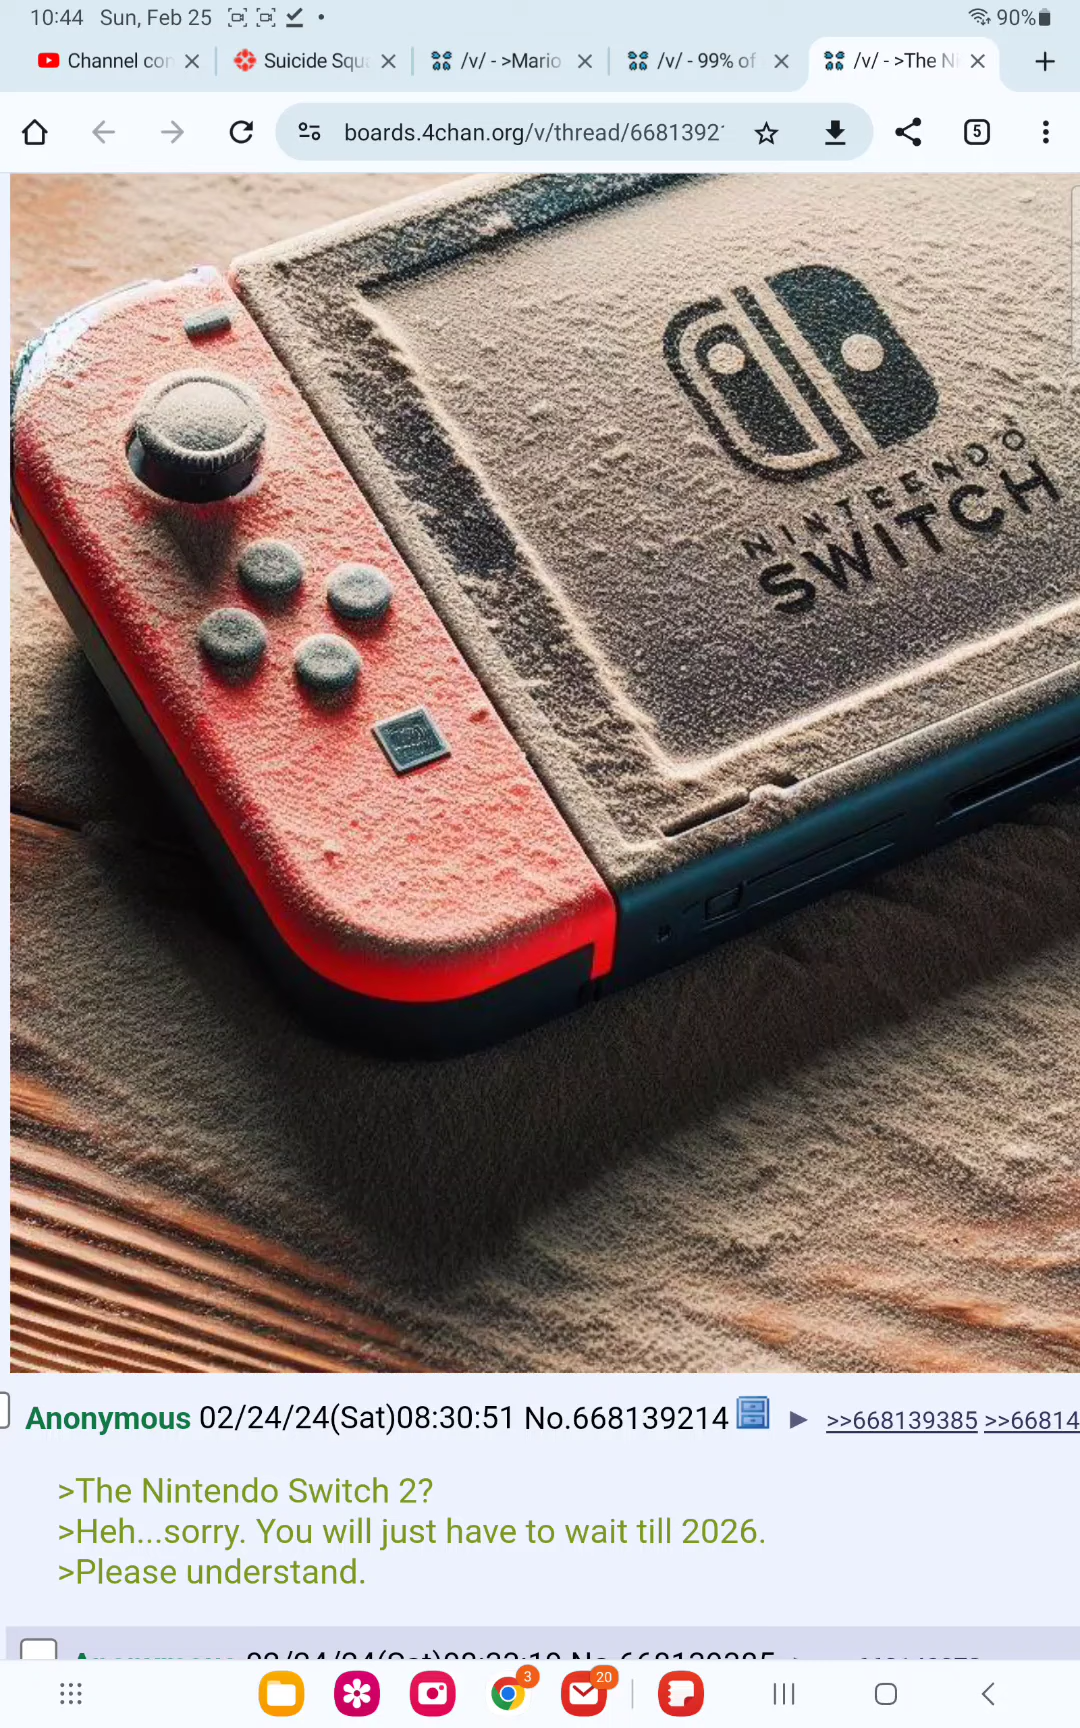 10:44 Sun, Feb 25
90%
Channel con
Suicide Squ
/v/ - >Mario
/v/ - 99% of
/v/ - >The N
boards.4chan.org/v/thread/6681392
5
NINTEENDO
SWITCH
Anonymous 02/24/24(Sat)08:30:51 No.668139214 ▶ >>668139385 >>66814
>The Nintendo Switch 2?
>Heh...sorry. You will just have to wait till 2026.
>Please understand.
3
20